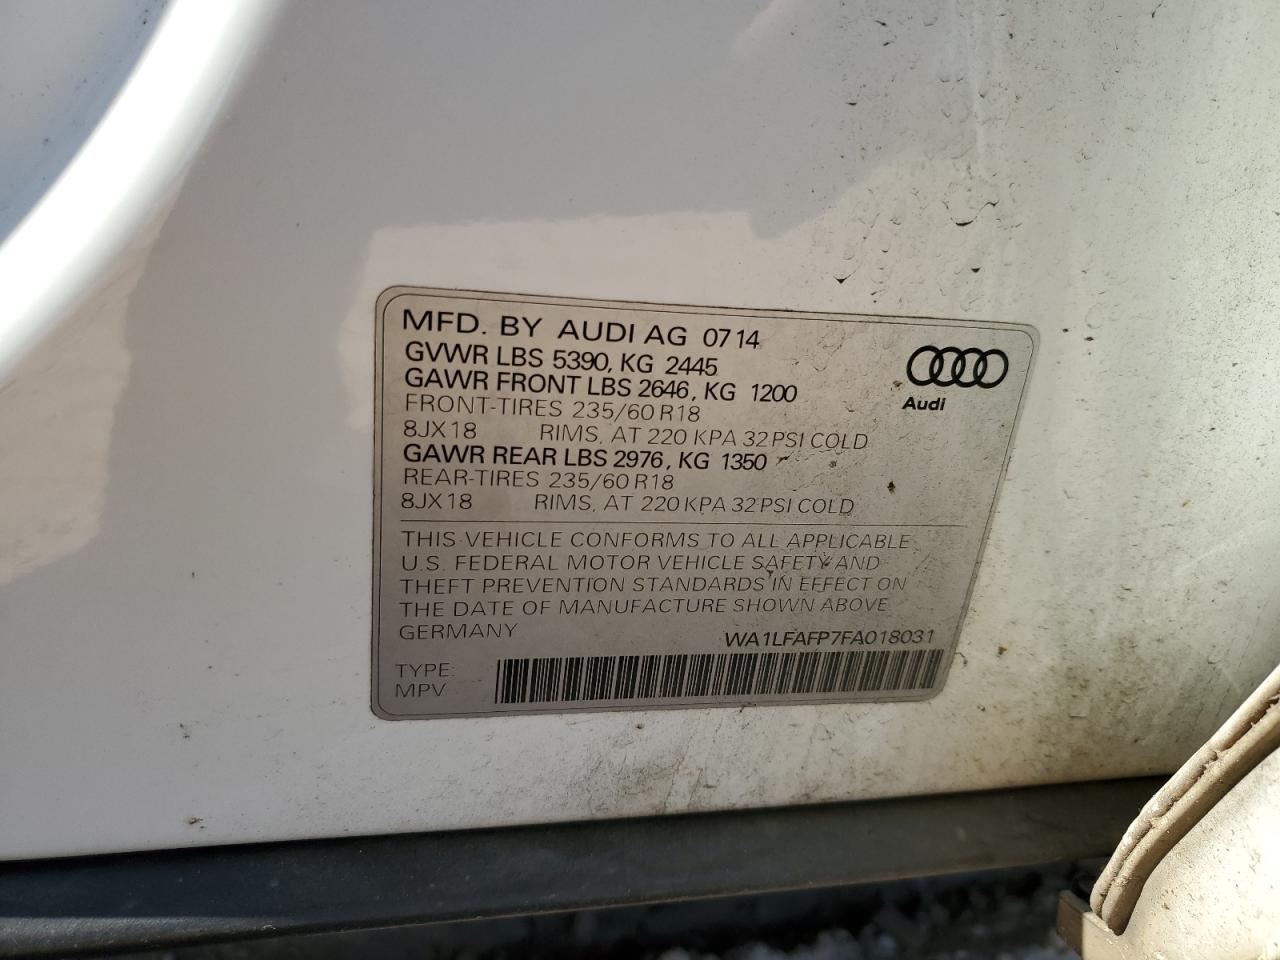 MFD. BY AUDI AG 07 14
GVWR LBS 5390, KG 2445
GAWR FRONT LBS 2646, KG 1200
FRONT-TIRES 235/60 R18
8JX18 RIMS, AT 220 KPA 32 PSI COLD
GAWR REAR LBS 2976, KG 1350
REAR-TIRES 235/60 R18
8JX18 RIMS, AT 220 KPA 32 PSI COLD
Audi
THIS VEHICLE CONFORMS TO ALL APPLICABLE
U.S. FEDERAL MOTOR VEHICLE SAFETY AND
THEFT PREVENTION STANDARDS IN EFFECT ON
THE DATE OF MANUFACTURE SHOWN ABOVE
GERMANY WA1LFAFP7FA018031
TYPE:
MPV